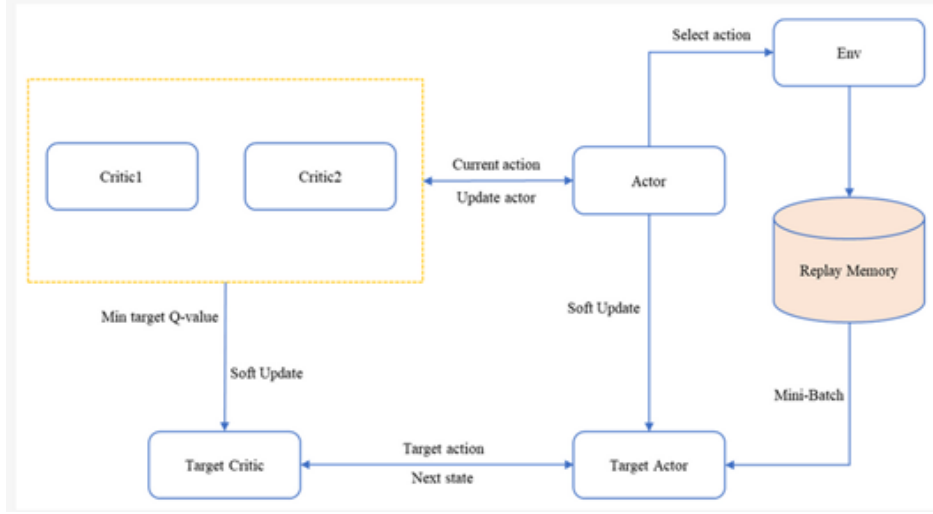 Select action
Env
Critic1
Critic2
Current action
Update actor
Actor
Replay Memory
Min target Q-value
Soft Update
Soft Update
Mini-Batch
Target Critic
Target action
Next state
Target Actor